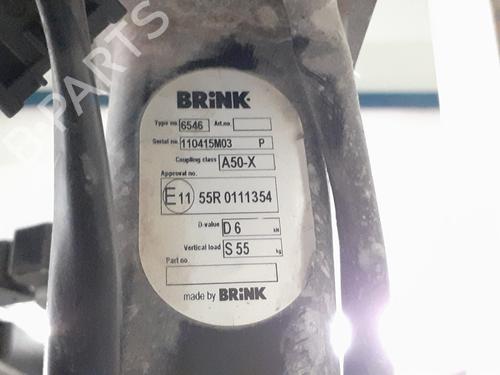 B PARTS
BRINK.
Type no. 6546 Art.no.
Serial no. 110415M03 P
Coupling class A50-X
Approval no.
E11 55R 0111354
D-value D 6 kN
Vertical load S 55 kg
Part no.
made by BRINK